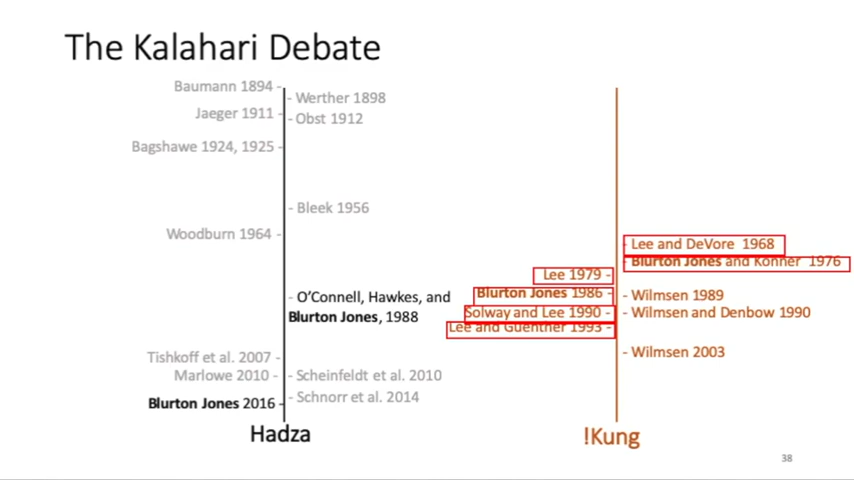 The Kalahari Debate
Baumann 1894 -
- Werther 1898
Jaeger 1911 -
- Obst 1912
Bagshawe 1924, 1925 -
- Bleek 1956
Woodburn 1964 -
- O'Connell, Hawkes, and
Blurton Jones, 1988
Tishkoff et al. 2007 -
Marlowe 2010 -
- Scheinfeldt et al. 2010
- Schnorr et al. 2014
Blurton Jones 2016 -
Hadza
- Lee and DeVore 1968
- Blurton Jones and Konner 1976
Lee 1979 -
Blurton Jones 1986 -
- Wilmsen 1989
Solway and Lee 1990 -
- Wilmsen and Denbow 1990
Lee and Guenther 1993 -
- Wilmsen 2003
!Kung
38